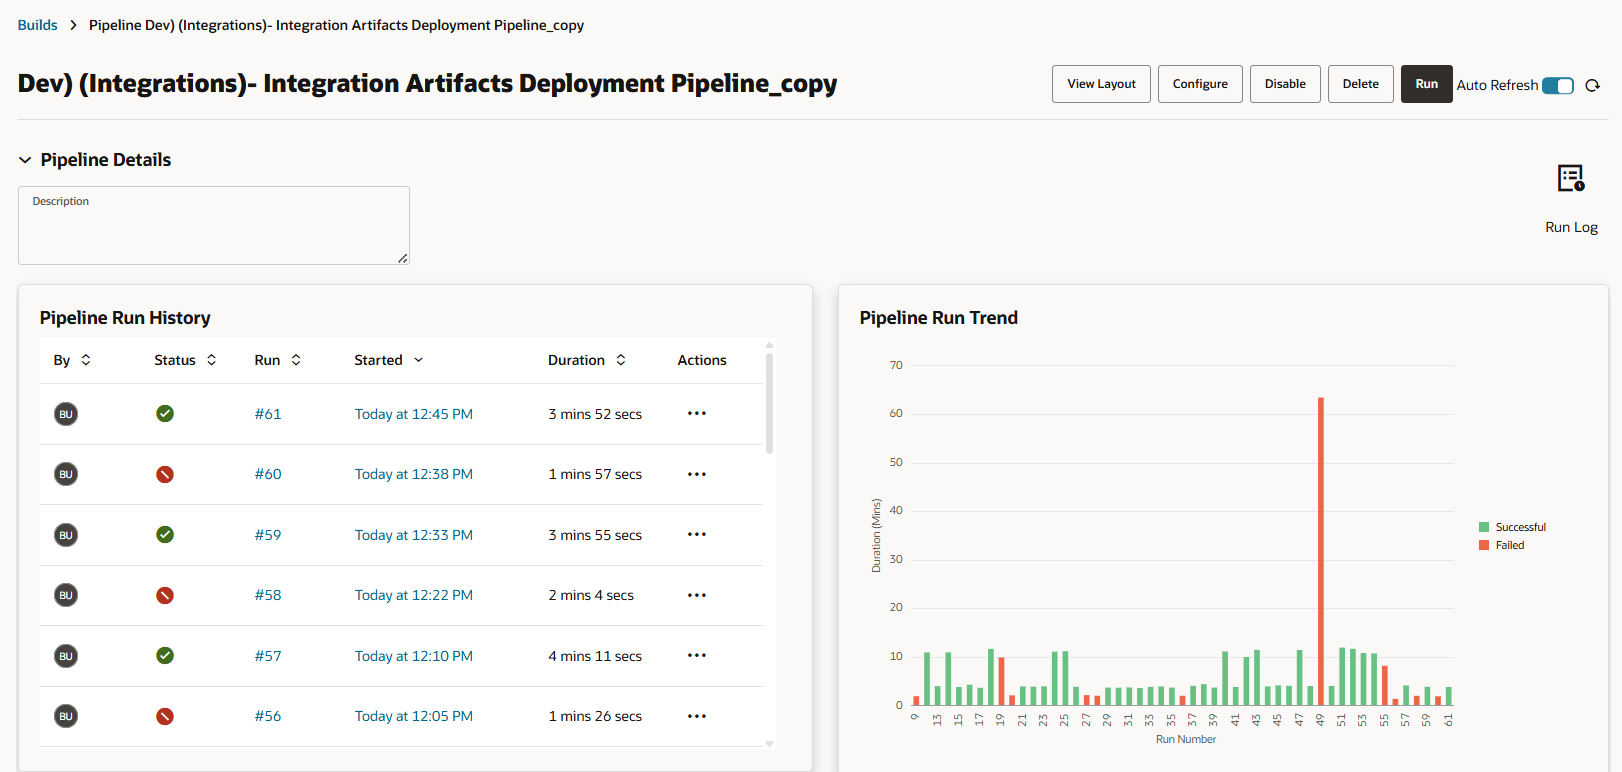 Builds > Pipeline Dev) (Integrations)- Integration Artifacts Deployment Pipeline_copy
Dev) (Integrations)- Integration Artifacts Deployment Pipeline_copy
View Layout Configure Disable Delete Run Auto Refresh
Pipeline Details
Description
Run Log
Pipeline Run History
By Status Run Started Duration Actions
BU #61 Today at 12:45 PM 3 mins 52 secs
BU #60 Today at 12:38 PM 1 mins 57 secs
BU #59 Today at 12:33 PM 3 mins 55 secs
BU #58 Today at 12:22 PM 2 mins 4 secs
BU #57 Today at 12:10 PM 4 mins 11 secs
BU #56 Today at 12:05 PM 1 mins 26 secs
Pipeline Run Trend
70
60
50
40
30
20
10
0
Duration (Mins)
9 13 15 17 19 21 23 25 27 29 31 33 35 37 39 41 43 45 47 49 51 53 55 57 59 61
Run Number
Successful
Failed